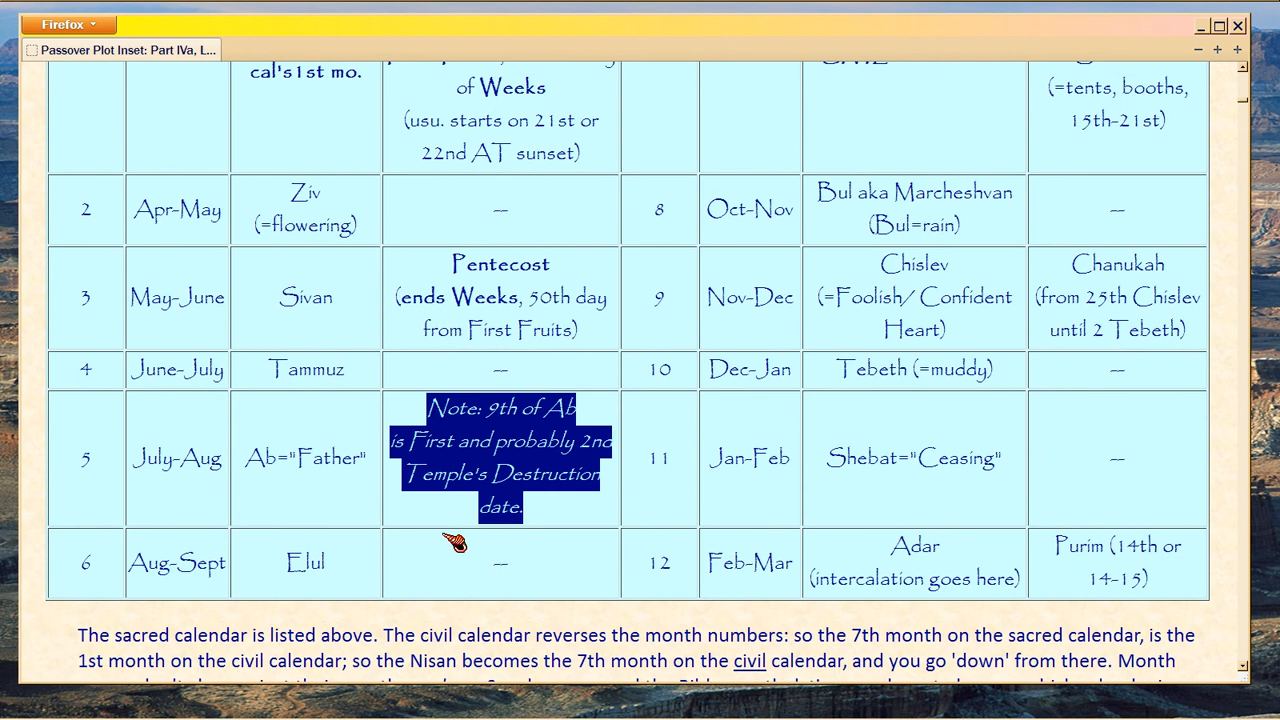 Firefox
Passover Plot Inset: Part IVa, L...
cal's1st mo.
of Weeks
(usu. starts on 21st or
22nd AT sunset)
(=tents, booths,
15th-21st)
2
Apr-May
Ziv
(=flowering)
—
8
Oct-Nov
Bul aka Marcheshvan
(Bul=rain)
—
3
May-June
Sivan
Pentecost
(ends Weeks, 50th day
from First Fruits)
9
Nov-Dec
Chislev
(=Foolish/ Confident
Heart)
Chanukah
(from 25th Chislev
until 2 Tebeth)
4
June-July
Tammuz
—
10
Dec-Jan
Tebeth (=muddy)
—
5
July-Aug
Ab="Father"
Note: 9th of Ab
is First and probably 2nd
Temple's Destruction
date.
11
Jan-Feb
Shebat="Ceasing"
—
6
Aug-Sept
Elul
—
12
Feb-Mar
Adar
(intercalation goes here)
Purim (14th or
14-15)
The sacred calendar is listed above. The civil calendar reverses the month numbers: so the 7th month on the sacred calendar, is the
1st month on the civil calendar; so the Nisan becomes the 7th month on the civil calendar, and you go 'down' from there. Month